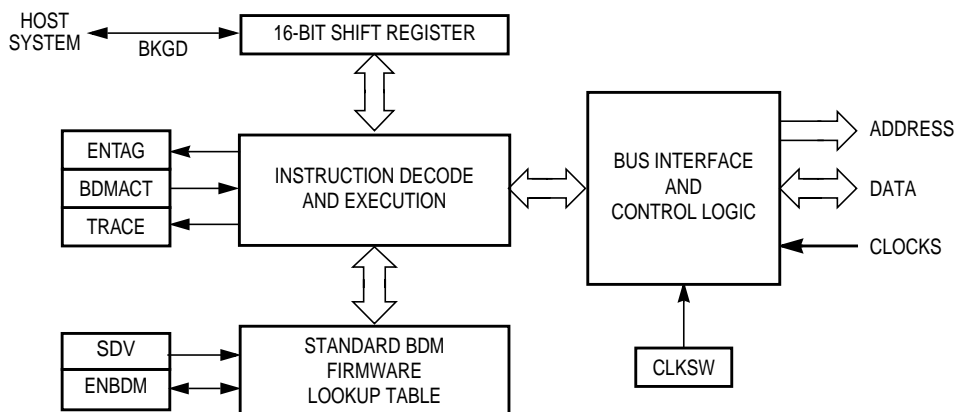 HOST
SYSTEM
BKGD
16-BIT SHIFT REGISTER
ENTAG
BDMACT
TRACE
INSTRUCTION DECODE
AND EXECUTION
BUS INTERFACE
AND
CONTROL LOGIC
ADDRESS
DATA
CLOCKS
SDV
ENBDM
STANDARD BDM
FIRMWARE
LOOKUP TABLE
CLKSW